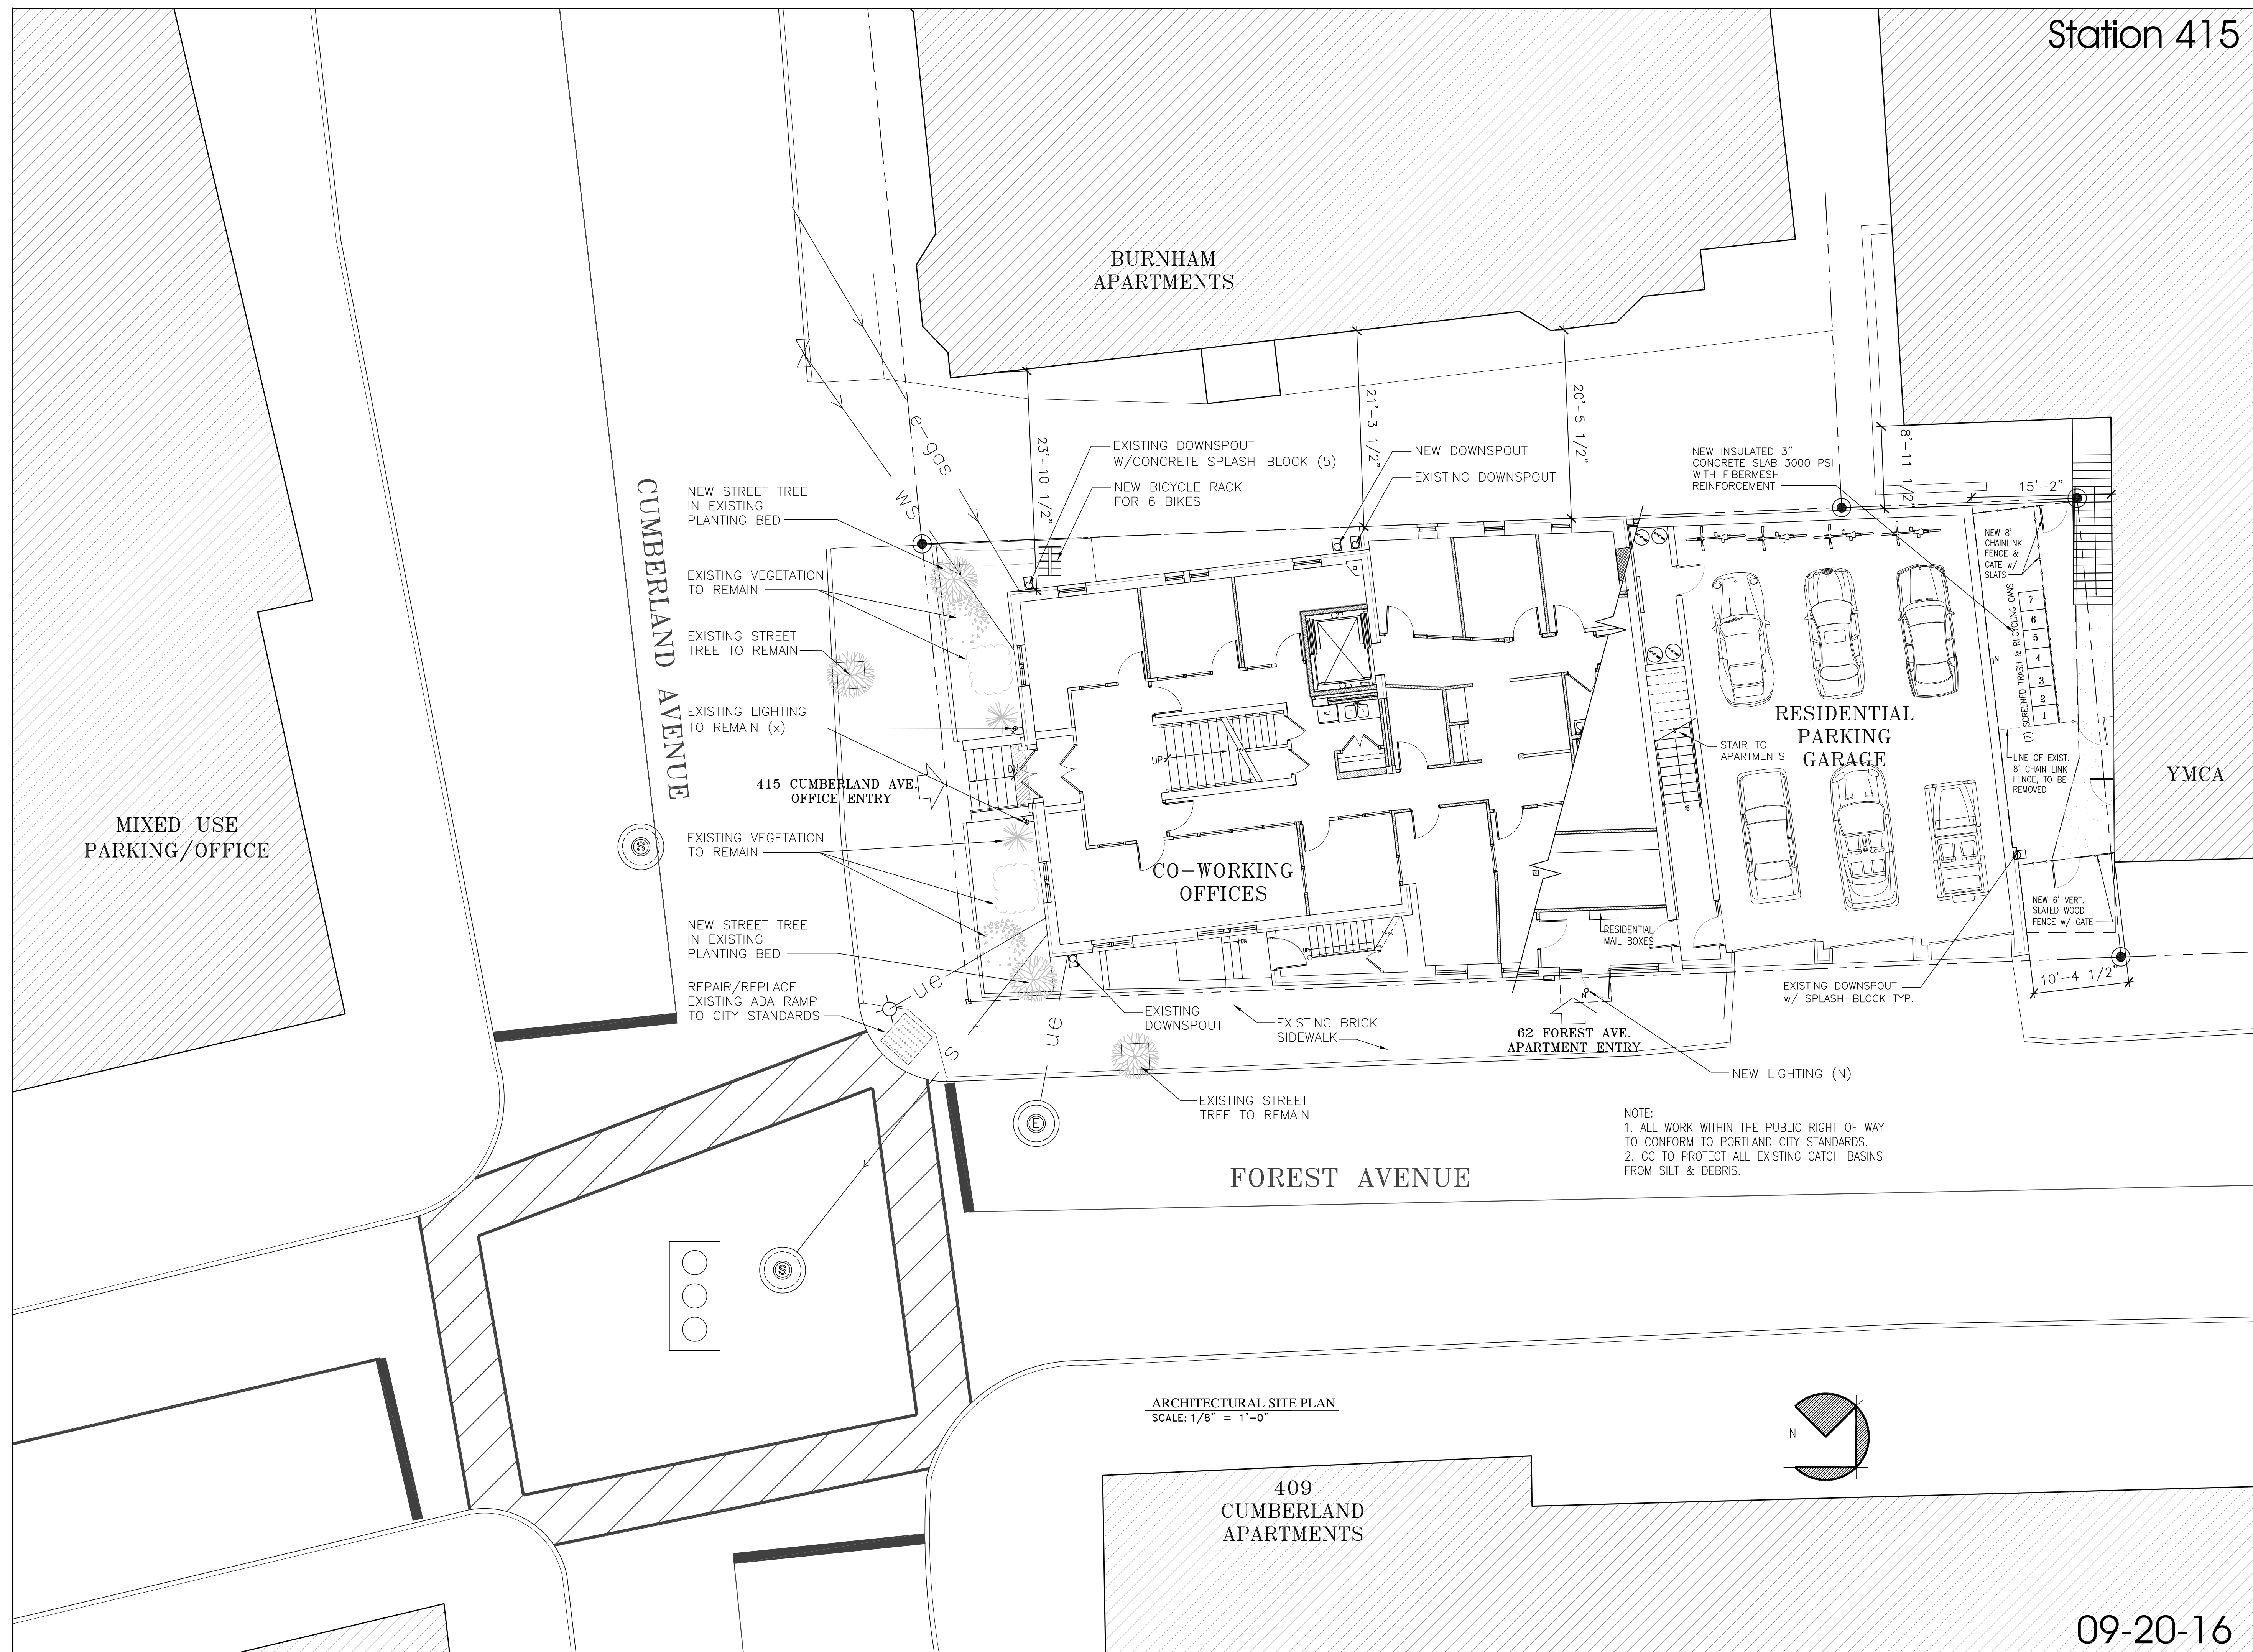 Station 415
BURNHAM
APARTMENTS
e-gas
WS
CUMBERLAND AVENUE
23'-10 1/2"
21'-3 1/2"
20'-5 1/2"
8'-11 1/2"
15'-2"
EXISTING DOWNSPOUT
W/CONCRETE SPLASH-BLOCK (5)
NEW BICYCLE RACK
FOR 6 BIKES
NEW DOWNSPOUT
EXISTING DOWNSPOUT
NEW INSULATED 3"
CONCRETE SLAB 3000 PSI
WITH FIBERMESH
REINFORCEMENT
NEW STREET TREE
IN EXISTING
PLANTING BED
EXISTING VEGETATION
TO REMAIN
EXISTING STREET
TREE TO REMAIN
EXISTING LIGHTING
TO REMAIN (x)
415 CUMBERLAND AVE.
OFFICE ENTRY
EXISTING VEGETATION
TO REMAIN
NEW STREET TREE
IN EXISTING
PLANTING BED
REPAIR/REPLACE
EXISTING ADA RAMP
TO CITY STANDARDS
MIXED USE
PARKING/OFFICE
S
DN
UP
CO-WORKING
OFFICES
DN
UP
STAIR TO
APARTMENTS
RESIDENTIAL
PARKING
GARAGE
NEW 8'
CHAINLINK
FENCE &
GATE w/
SLATS
(7) SCREENED TRASH & RECYCLING CANS
7
6
5
4
3
2
1
N
LINE OF EXIST.
8' CHAIN LINK
FENCE, TO BE
REMOVED
YMCA
NEW 6' VERT.
SLATED WOOD
FENCE w/ GATE
RESIDENTIAL
MAIL BOXES
10'-4 1/2"
EXISTING DOWNSPOUT
w/ SPLASH-BLOCK TYP.
ue
s
ue
EXISTING
DOWNSPOUT
EXISTING BRICK
SIDEWALK
N
62 FOREST AVE.
APARTMENT ENTRY
NEW LIGHTING (N)
E
EXISTING STREET
TREE TO REMAIN
NOTE:
1. ALL WORK WITHIN THE PUBLIC RIGHT OF WAY
TO CONFORM TO PORTLAND CITY STANDARDS.
2. GC TO PROTECT ALL EXISTING CATCH BASINS
FROM SILT & DEBRIS.
FOREST AVENUE
S
ARCHITECTURAL SITE PLAN
SCALE: 1/8" = 1'-0"
N
409
CUMBERLAND
APARTMENTS
09-20-16